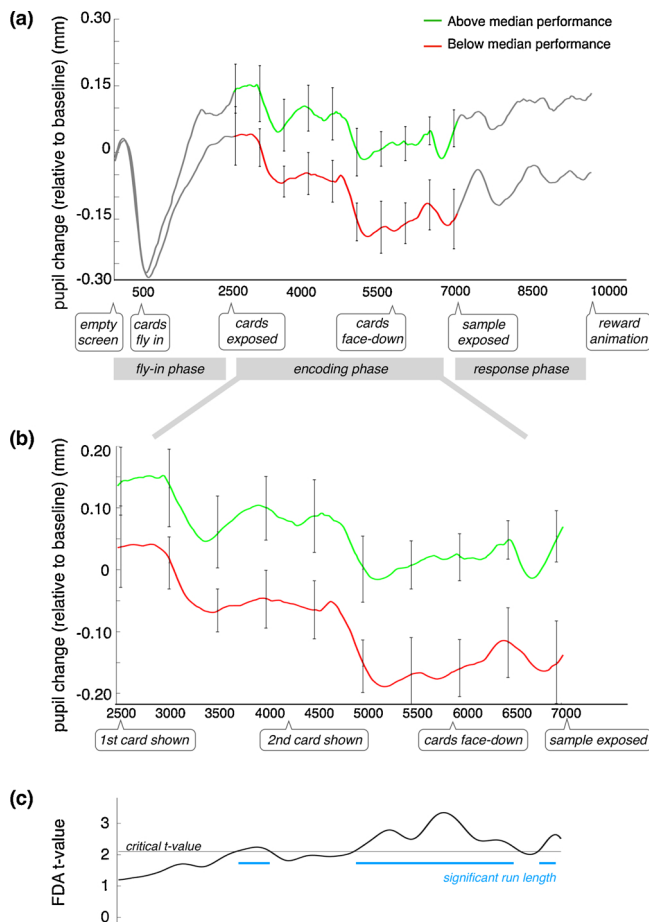 (a)
0.30
0.15
0
-0.15
-0.30
pupil change (relative to baseline) (mm)
Above median performance
Below median performance
500 2500 4000 5500 7000 8500 10000
empty screen
cards fly in
cards exposed
cards face-down
sample exposed
reward animation
fly-in phase
encoding phase
response phase
(b)
0.20
0.10
0
-0.10
-0.20
pupil change (relative to baseline) (mm)
2500 3000 3500 4000 4500 5500 6000 6500 7000
1st card shown
2nd card shown
cards face-down
sample exposed
(c)
FDA t-value
3
2
1
0
critical t-value
significant run length